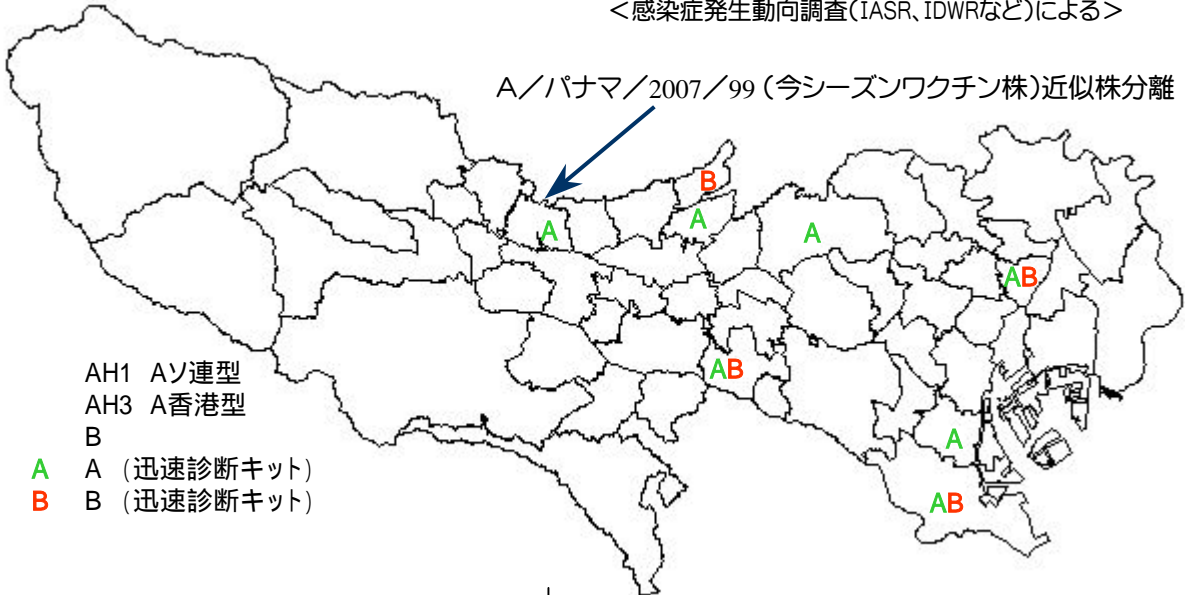 <感染症発生動向調査(IASR、IDWRなど)による>
A/パナマ/2007/99 (今シーズンワクチン株)近似株分離
B
A
A
A
AB
AB
A
AB
AH1 Aソ連型
AH3 A香港型
B
A A (迅速診断キット)
B B (迅速診断キット)